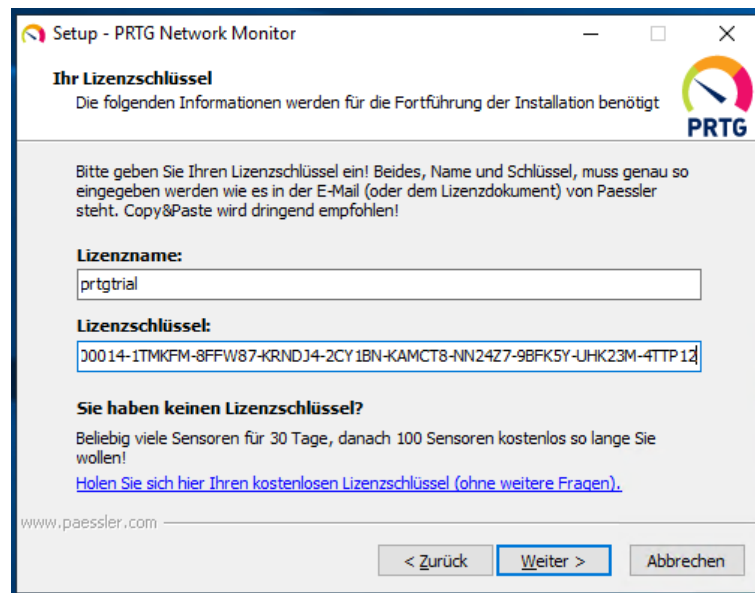 Setup - PRTG Network Monitor
Ihr Lizenzschlüssel
Die folgenden Informationen werden für die Fortführung der Installation benötigt
PRTG
Bitte geben Sie Ihren Lizenzschlüssel ein! Beides, Name und Schlüssel, muss genau so
eingegeben werden wie es in der E-Mail (oder dem Lizenzdokument) von Paessler
steht. Copy&Paste wird dringend empfohlen!
Lizenzname:
prtgtrial
Lizenzschlüssel:
00014-1TMKFM-8FFW87-KRNDJ4-2CY1BN-KAMCT8-NN24Z7-9BFK5Y-UHK23M-4TTP12
Sie haben keinen Lizenzschlüssel?
Beliebig viele Sensoren für 30 Tage, danach 100 Sensoren kostenlos so lange Sie
wollen!
Holen Sie sich hier Ihren kostenlosen Lizenzschlüssel (ohne weitere Fragen).
www.paessler.com
< Zurück Weiter > Abbrechen